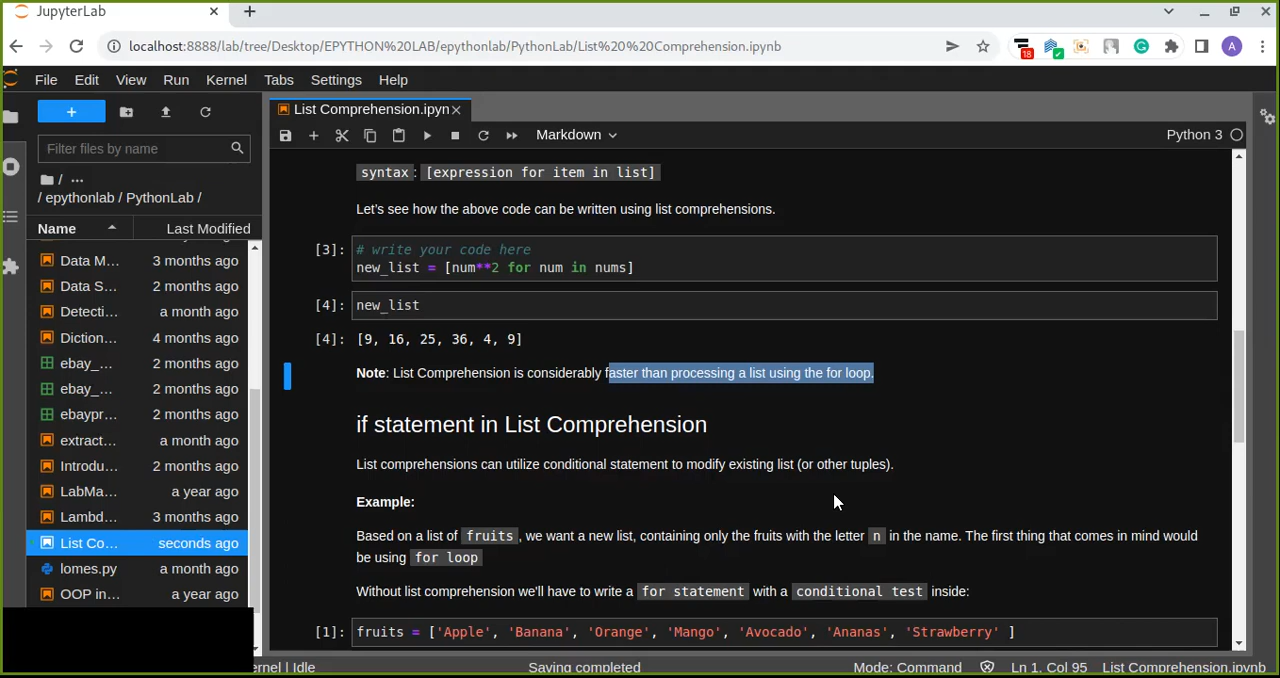 JupyterLab
localhost:8888/lab/tree/Desktop/EPYTHON%20LAB/epythonlab/PythonLab/List%20%20Comprehension.ipynb
18
A
File Edit View Run Kernel Tabs Settings Help
List Comprehension.ipyn
Markdown
Python 3
Filter files by name
/ ...
/ epythonlab / PythonLab /
Name Last Modified
Data M... 3 months ago
Data S... 2 months ago
Detecti... a month ago
Diction... 4 months ago
ebay_... 2 months ago
ebay_... 2 months ago
ebaypr... 2 months ago
extract... a month ago
Introdu... 2 months ago
LabMa... a year ago
Lambd... 3 months ago
List Co... seconds ago
lomes.py a month ago
OOP in... a year ago
syntax: [expression for item in list]
Let's see how the above code can be written using list comprehensions.
[3]: # write your code here
new_list = [num**2 for num in nums]
[4]: new_list
[4]: [9, 16, 25, 36, 4, 9]
Note: List Comprehension is considerably faster than processing a list using the for loop.
if statement in List Comprehension
List comprehensions can utilize conditional statement to modify existing list (or other tuples).
Example:
Based on a list of fruits, we want a new list, containing only the fruits with the letter n in the name. The first thing that comes in mind would
be using for loop
Without list comprehension we'll have to write a for statement with a conditional test inside:
[1]: fruits = ['Apple', 'Banana', 'Orange', 'Mango', 'Avocado', 'Ananas', 'Strawberry' ]
ernel | Idle Saving completed Mode: Command Ln 1, Col 95 List Comprehension.ipynb